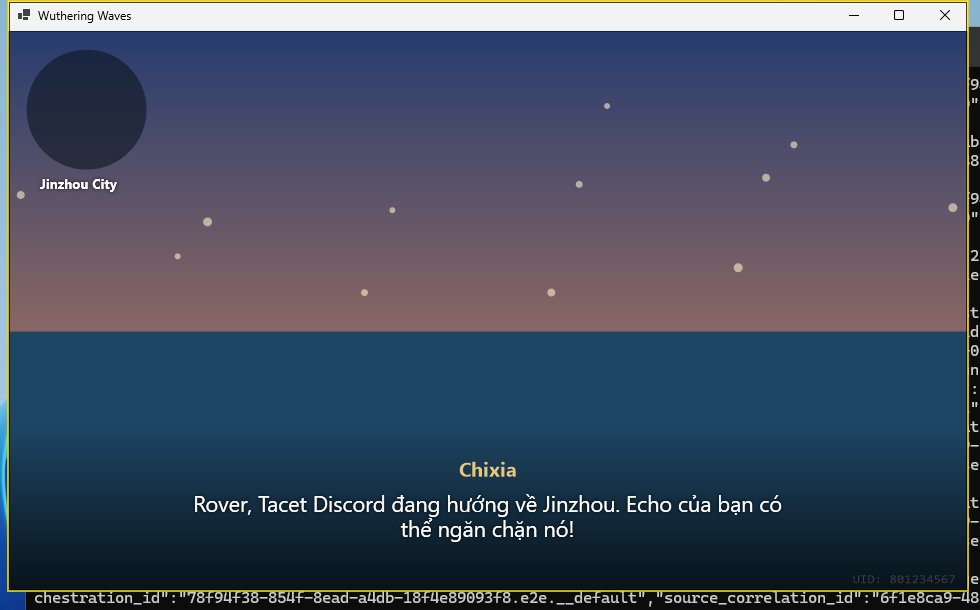 Wuthering Waves
Jinzhou City
Chixia
Rover, Tacet Discord đang hướng về Jinzhou. Echo của bạn có
thể ngăn chặn nó!
UID: 801234567
chestration_id":"78f94f38-854f-8ead-a4db-18f4e89093f8.e2e.__default","source_correlation_id":"6f1e8ca9-48